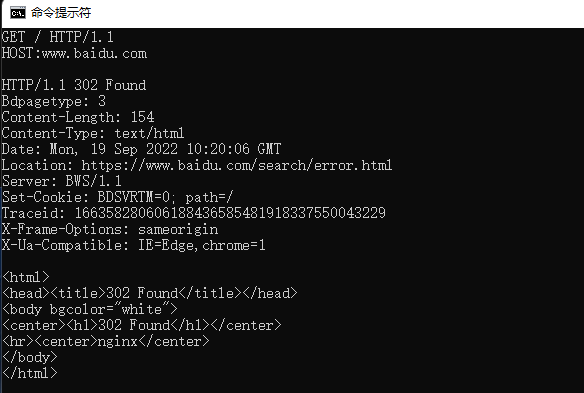 命令提示符
GET / HTTP/1.1
HOST:www.baidu.com
HTTP/1.1 302 Found
Bdpagetype: 3
Content-Length: 154
Content-Type: text/html
Date: Mon, 19 Sep 2022 10:20:06 GMT
Location: https://www.baidu.com/search/error.html
Server: BWS/1.1
Set-Cookie: BDSVRTM=0; path=/
Traceid: 1663582806061884365854819183375500432​29
X-Frame-Options: sameorigin
X-Ua-Compatible: IE=Edge,chrome=1
<html>
<head><title>302 Found</title></head>
<body bgcolor="white">
<center><h1>302 Found</h1></center>
<hr><center>nginx</center>
</body>
</html>